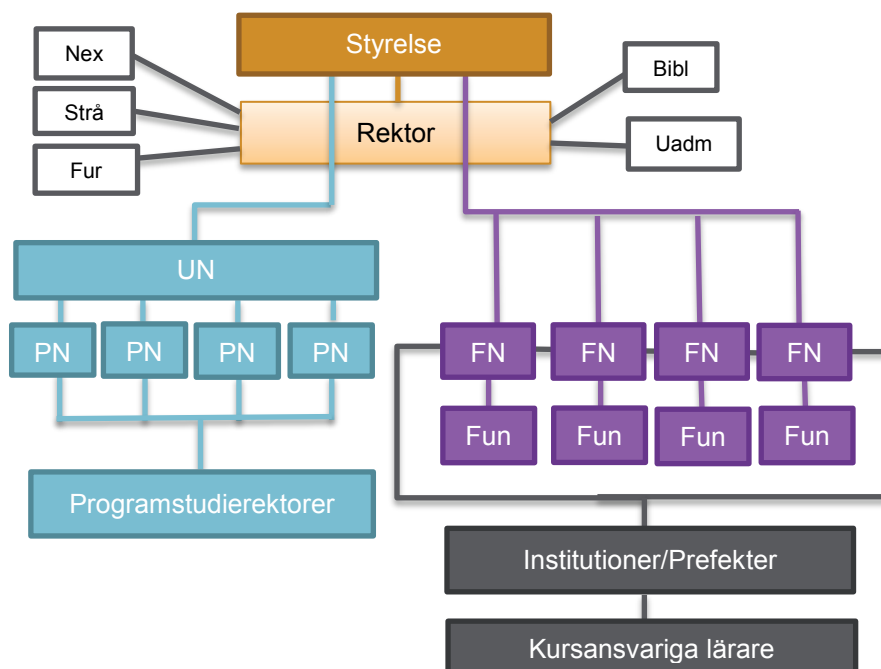 Styrelse
Nex
Strå
Fur
Rektor
Bibl
Uadm
UN
PN
PN
PN
PN
Programstudierektorer
FN
FN
FN
FN
Fun
Fun
Fun
Fun
Institutioner/Prefekter
Kursansvariga lärare